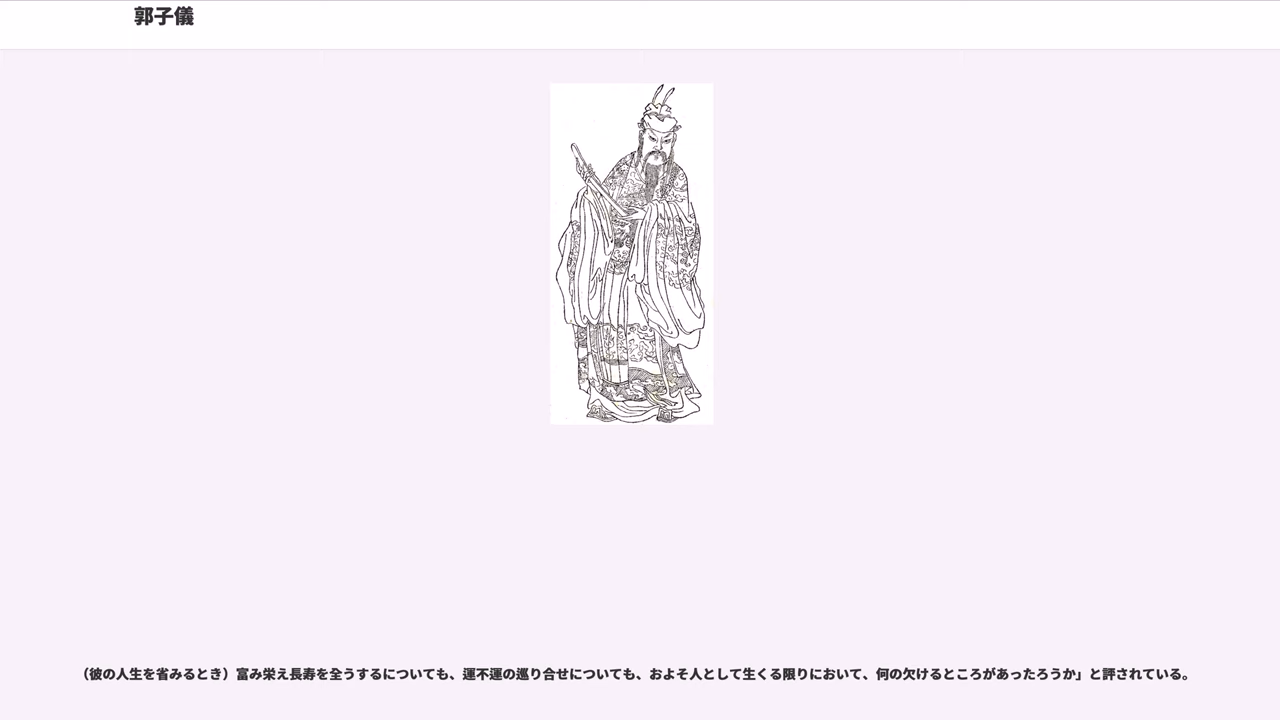 郭子儀
（彼の人生を省みるとき）富み栄え長寿を全うするについても、運不運の巡り合せについても、およそ人として生くる限りにおいて、何の欠けるところがあったろうか」と評されている。